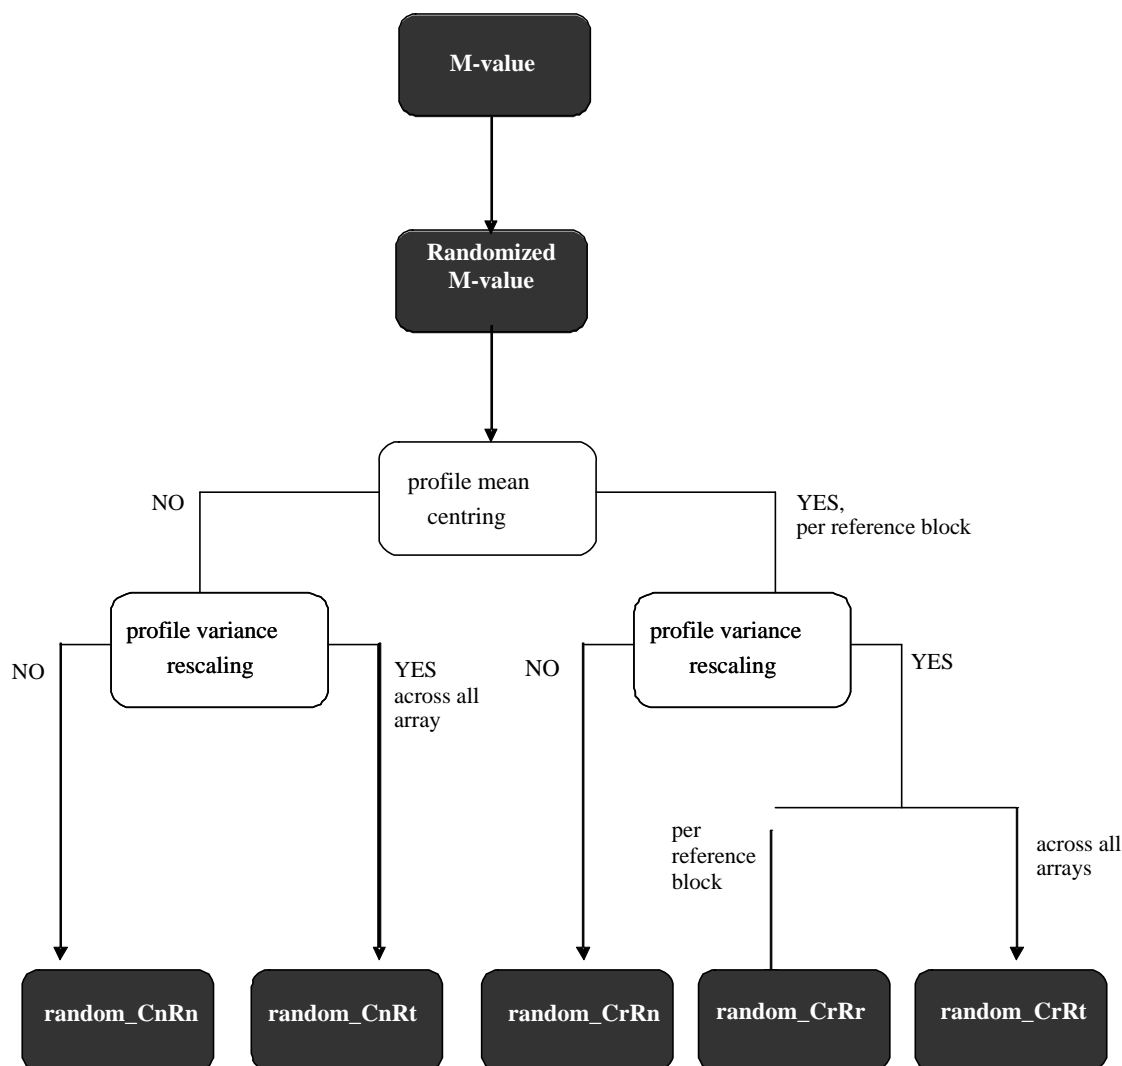 M-value
Randomized
M-value
profile mean
centring
NO
YES,
per reference block
profile variance
rescaling
profile variance
rescaling
NO
YES
across all
array
NO
YES
per
reference
block
across all
arrays
random_CnRn
random_CnRt
random_CrRn
random_CrRr
random_CrRt